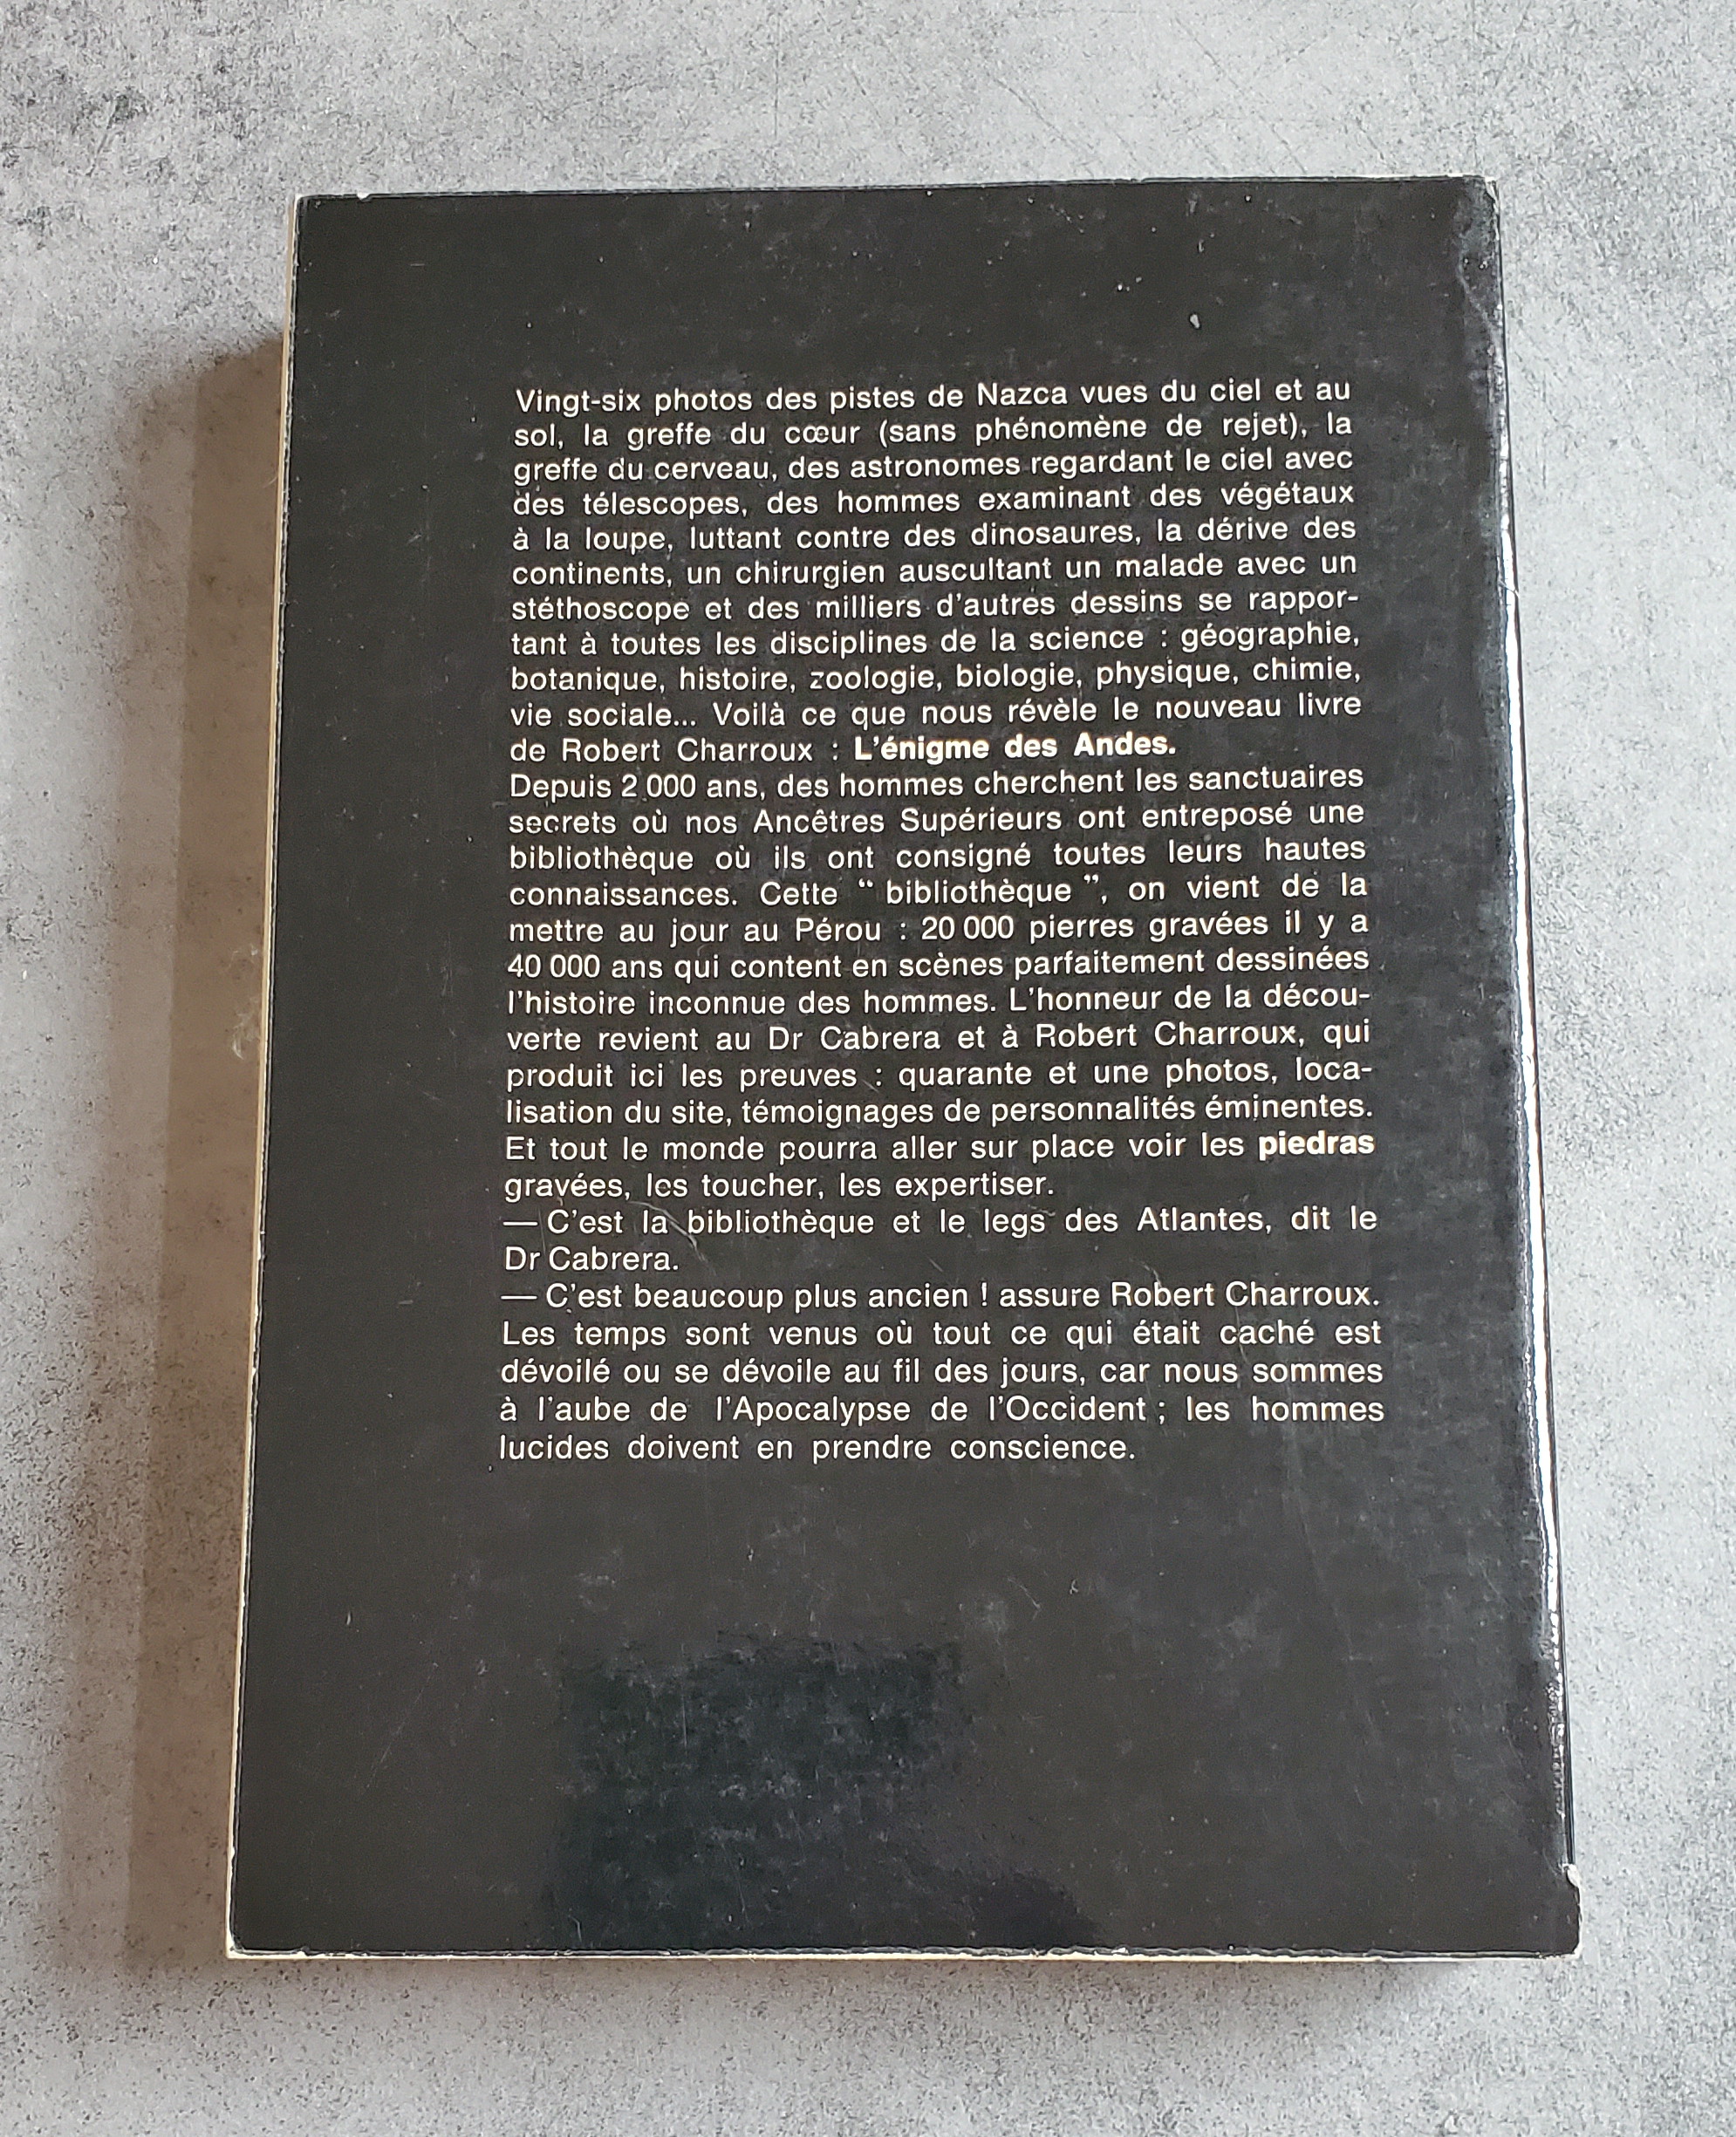 Vingt-six photos des pistes de Nazca vues du ciel et au
sol, la greffe du cœur (sans phénomène de rejet), la
greffe du cerveau, des astronomes regardant le ciel avec
des télescopes, des hommes examinant des végétaux
à la loupe, luttant contre des dinosaures, la dérive des
continents, un chirurgien auscultant un malade avec un
stéthoscope et des milliers d'autres dessins se rappor-
tant à toutes les disciplines de la science : géographie,
botanique, histoire, zoologie, biologie, physique, chimie,
vie sociale... Voilà ce que nous révèle le nouveau livre
de Robert Charroux : L'énigme des Andes.
Depuis 2 000 ans, des hommes cherchent les sanctuaires
secrets où nos Ancêtres Supérieurs ont entreposé une
bibliothèque où ils ont consigné toutes leurs hautes
connaissances. Cette “ bibliothèque ”, on vient de la
mettre au jour au Pérou : 20 000 pierres gravées il y a
40 000 ans qui content en scènes parfaitement dessinées
l'histoire inconnue des hommes. L'honneur de la décou-
verte revient au Dr Cabrera et à Robert Charroux, qui
produit ici les preuves : quarante et une photos, loca-
lisation du site, témoignages de personnalités éminentes.
Et tout le monde pourra aller sur place voir les piedras
gravées, les toucher, les expertiser.
— C'est la bibliothèque et le legs des Atlantes, dit le
Dr Cabrera.
— C'est beaucoup plus ancien ! assure Robert Charroux.
Les temps sont venus où tout ce qui était caché est
dévoilé ou se dévoile au fil des jours, car nous sommes
à l'aube de l'Apocalypse de l'Occident ; les hommes
lucides doivent en prendre conscience.